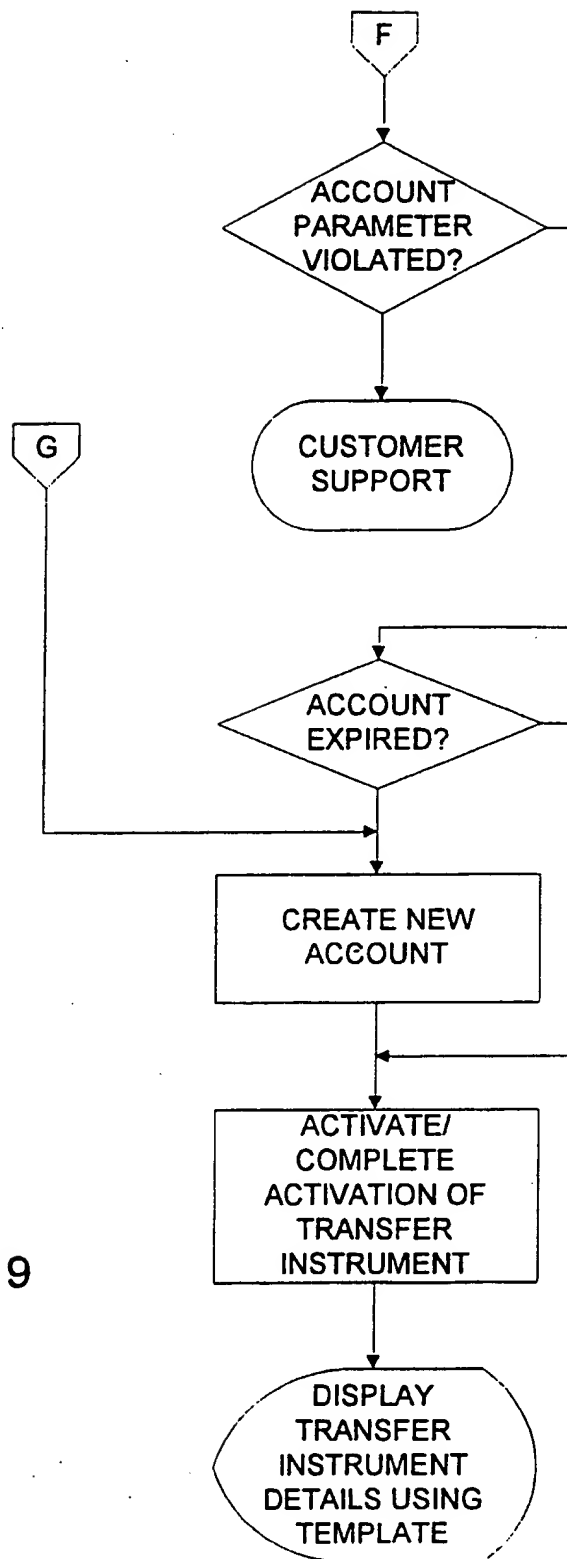 F
ACCOUNT
PARAMETER
VIOLATED?
G
CUSTOMER
SUPPORT
ACCOUNT
EXPIRED?
CREATE NEW
ACCOUNT
ACTIVATE/
COMPLETE
ACTIVATION OF
TRANSFER
INSTRUMENT
9
DISPLAY
TRANSFER
INSTRUMENT
DETAILS USING
TEMPLATE